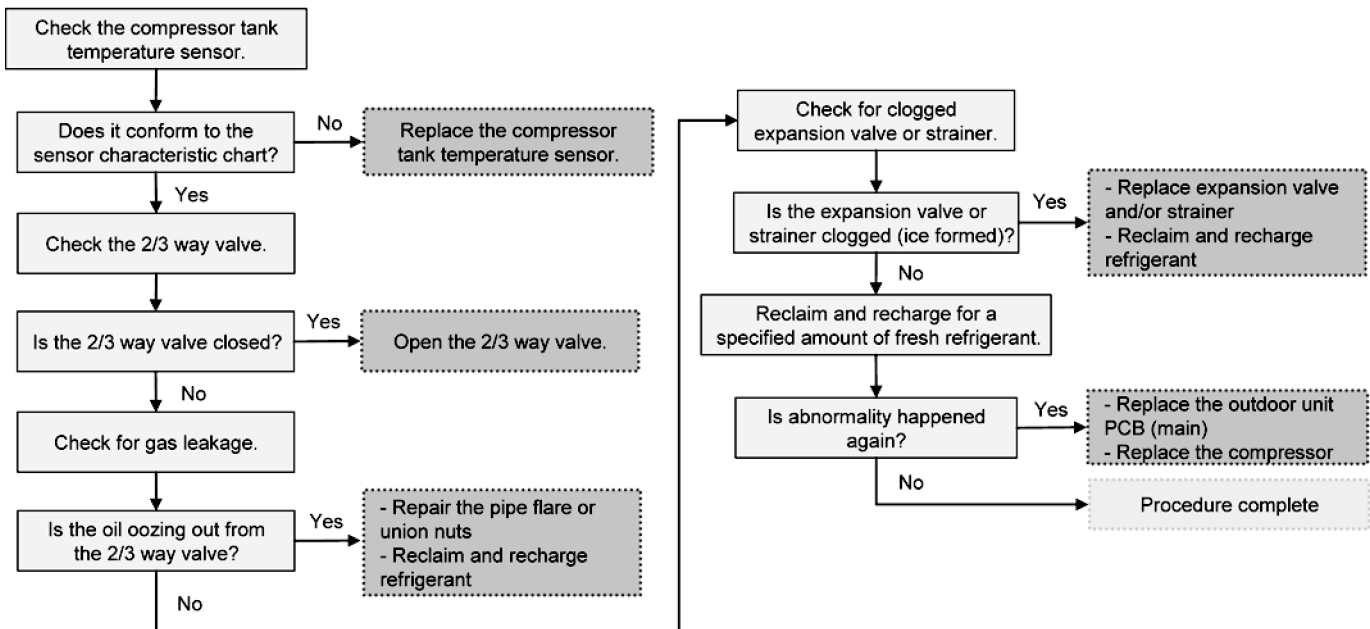 Check the compressor tank
temperature sensor.
Does it conform to the
sensor characteristic chart?
No
Replace the compressor
tank temperature sensor.
Yes
Check the 2/3 way valve.
Is the 2/3 way valve closed?
Yes
Open the 2/3 way valve.
No
Check for gas leakage.
Is the oil oozing out from
the 2/3 way valve?
Yes
- Repair the pipe flare or
union nuts
- Reclaim and recharge
refrigerant
No
Check for clogged
expansion valve or strainer.
Is the expansion valve or
strainer clogged (ice formed)?
Yes
- Replace expansion valve
and/or strainer
- Reclaim and recharge
refrigerant
No
Reclaim and recharge for a
specified amount of fresh refrigerant.
Is abnormality happened
again?
Yes
- Replace the outdoor unit
PCB (main)
- Replace the compressor
No
Procedure complete